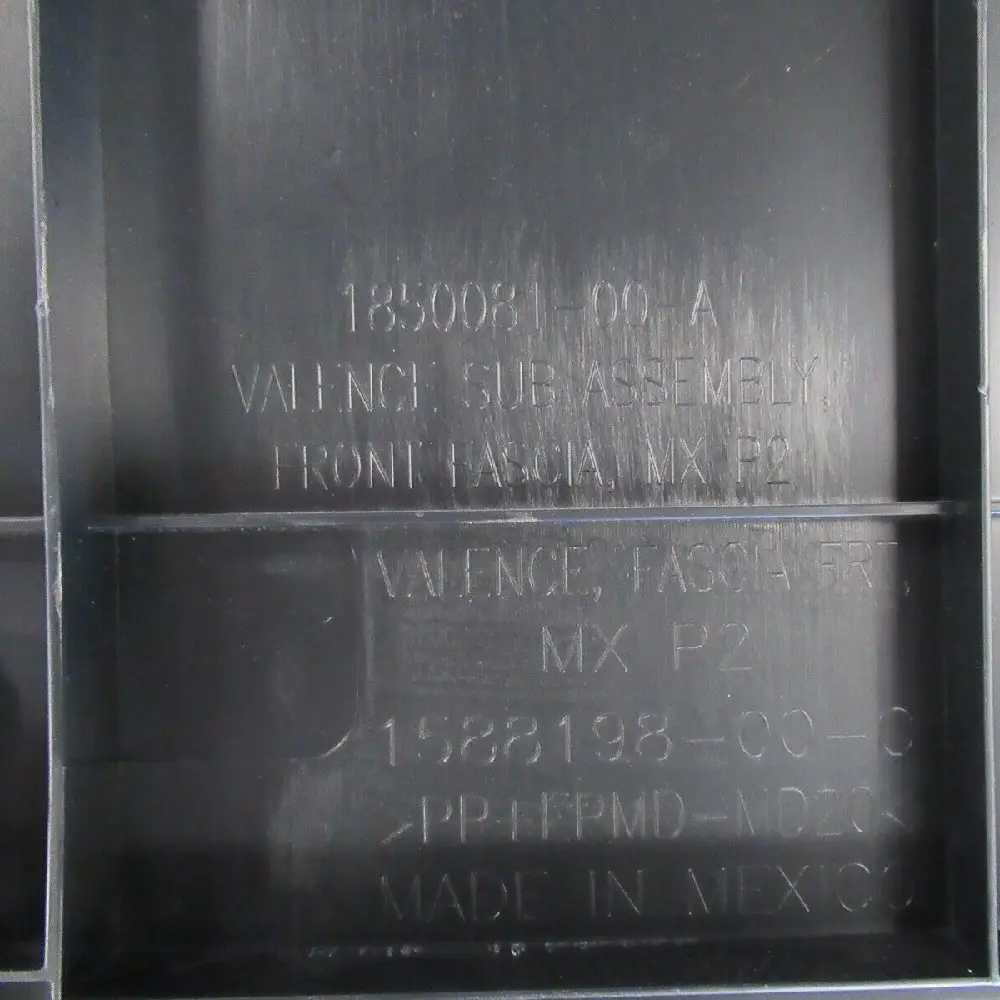 1850081-00-A
VALENCE SUB ASSEMBLY,
FRONT FASCIA, MX P2
VALENCE, FASCIA FRT,
MX P2
1588198-00-C
>PP+EPMD-MD20<
MADE IN MEXICO